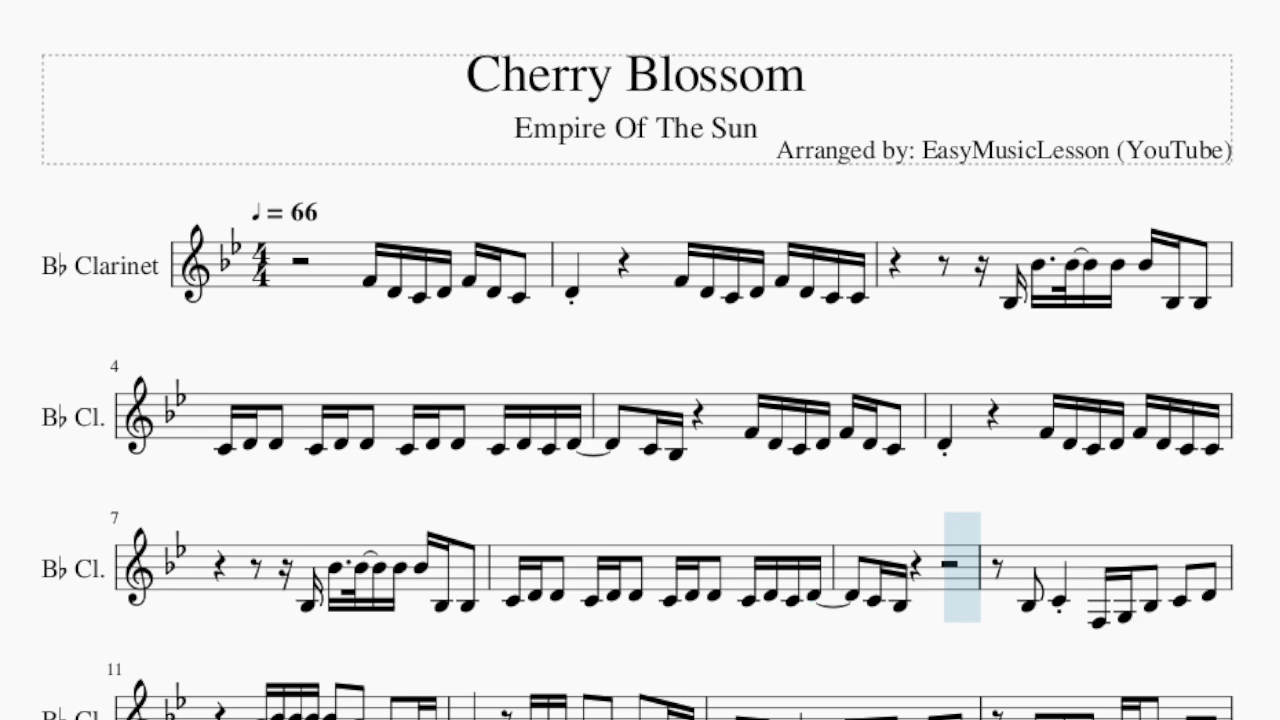 Cherry Blossom
Empire Of The Sun
Arranged by: EasyMusicLesson (YouTube)
♩ = 66
B♭ Clarinet
4
4
4
B♭ Cl.
7
B♭ Cl.
11
B♭ Cl.